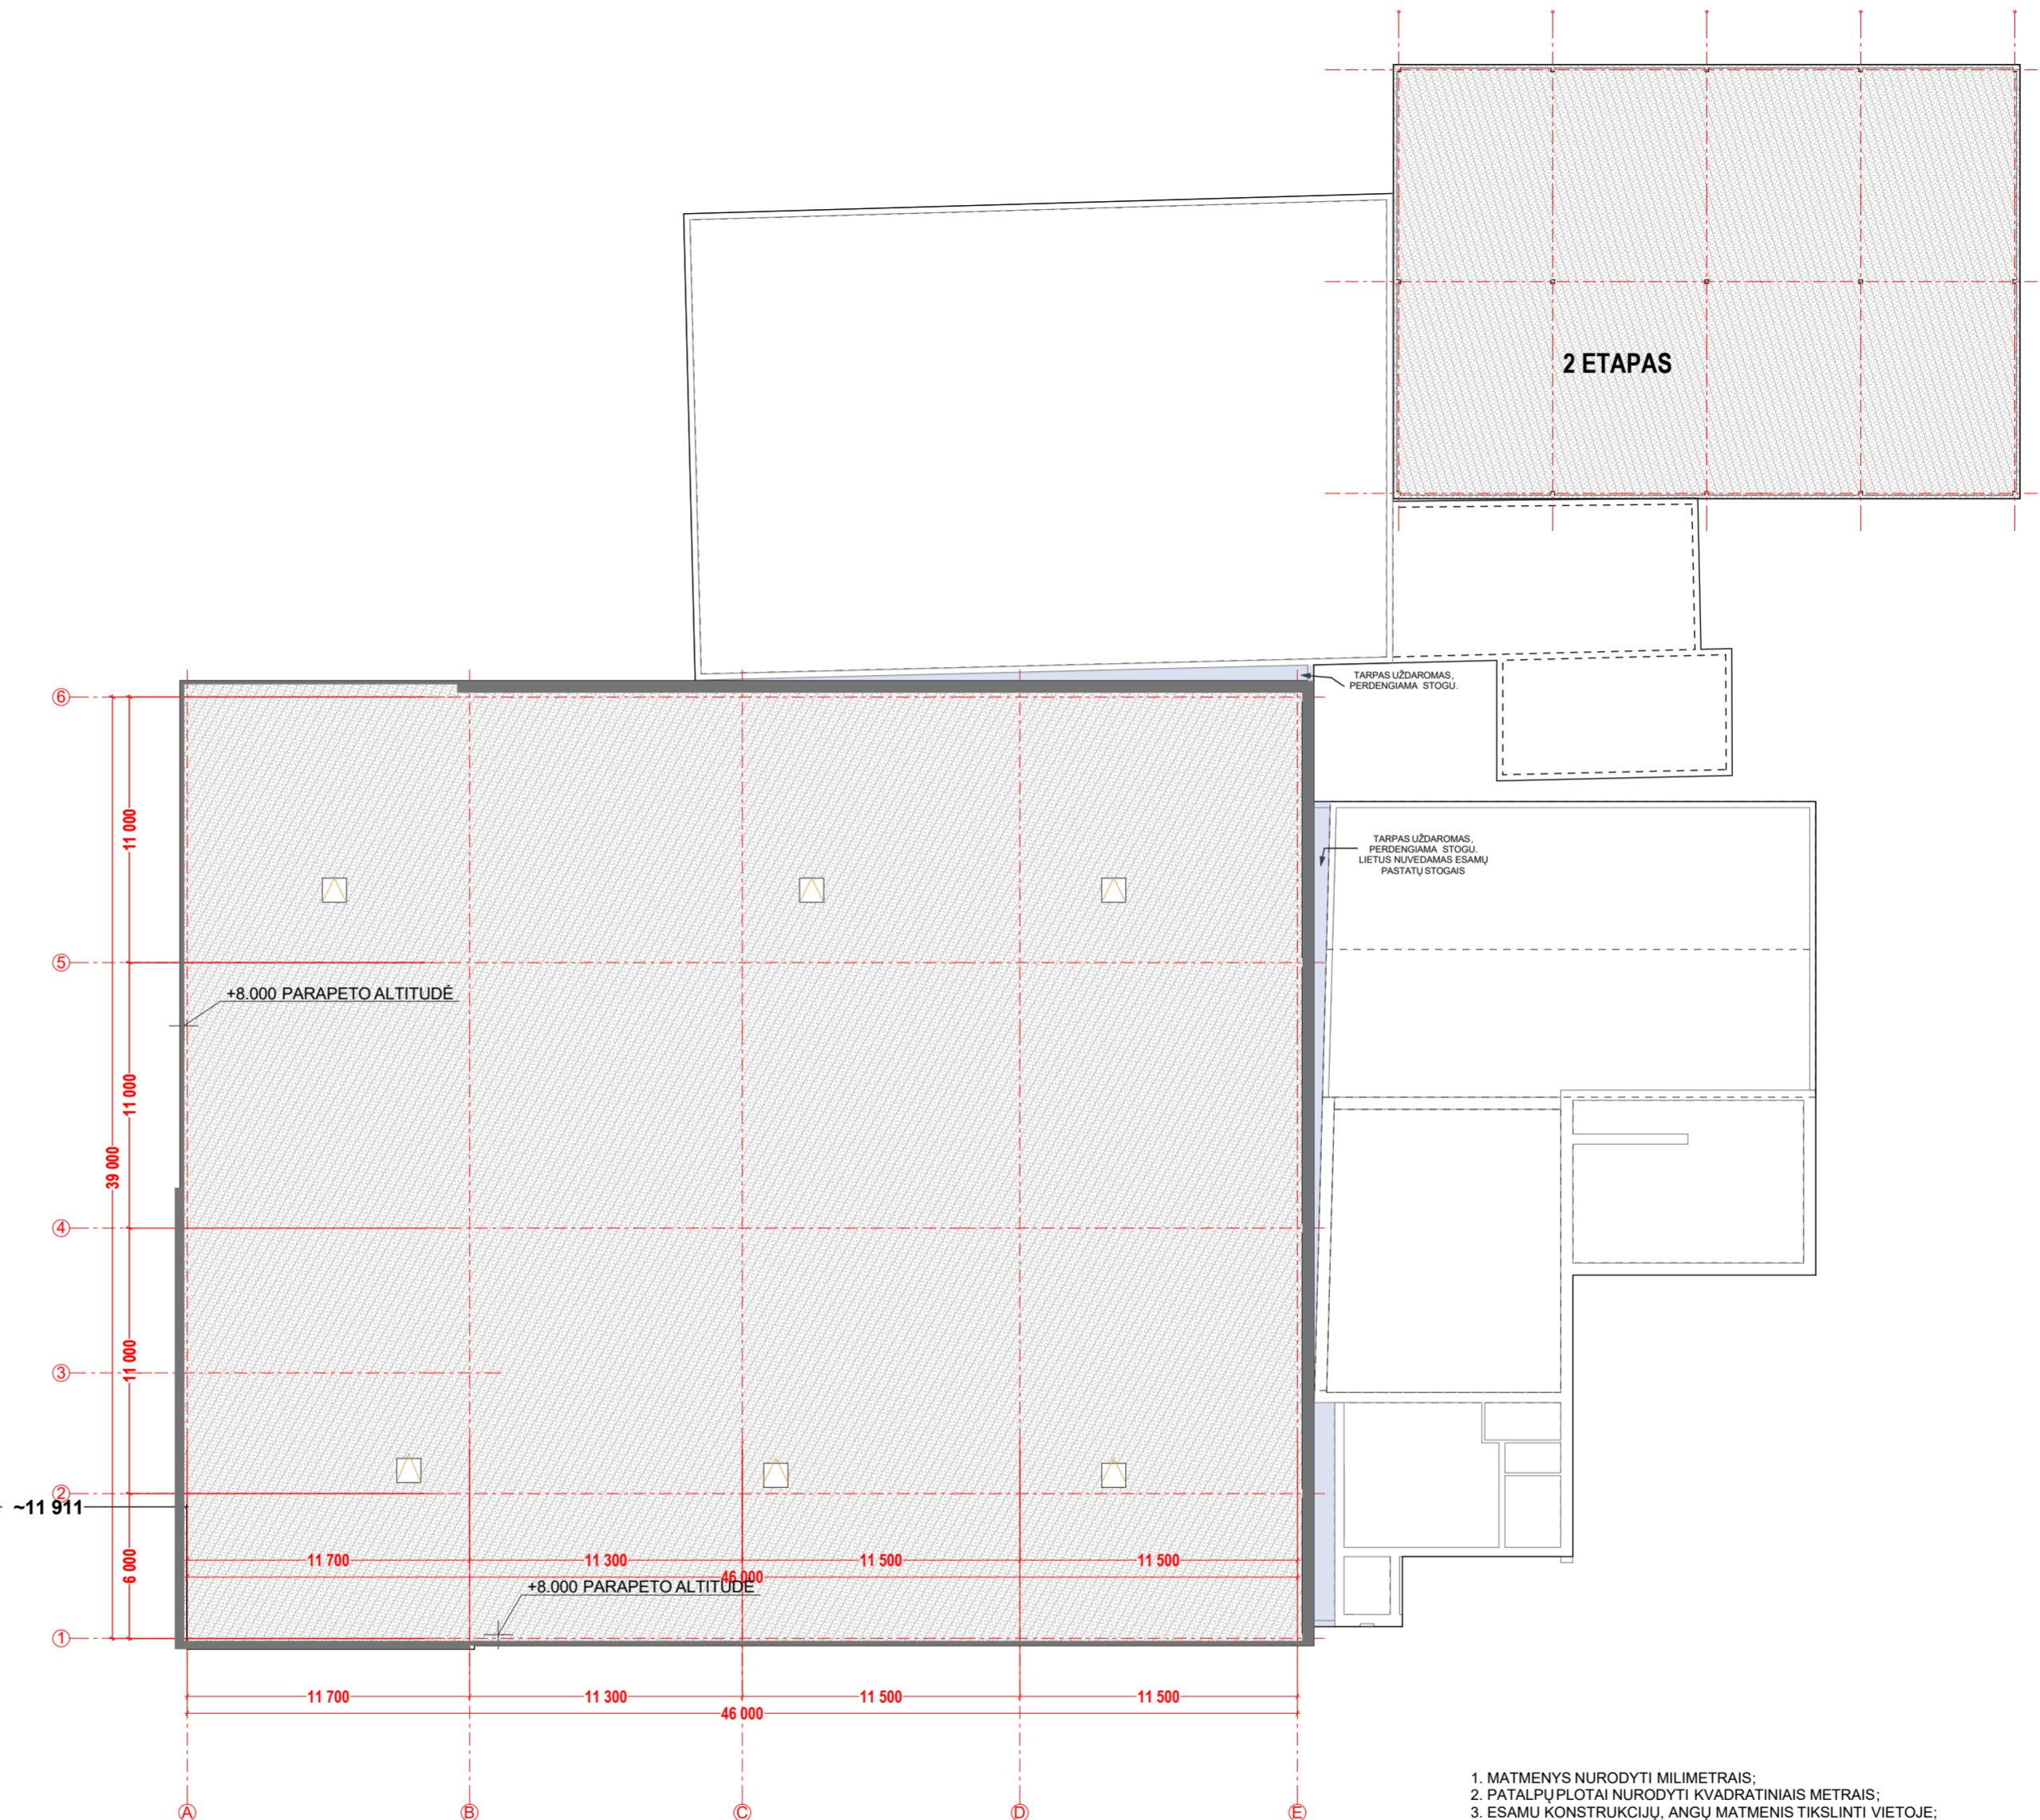 2 ETAPAS
TARPAS UŽDAROMAS,
PERDENGIAMA STOGU.
6
11 000
TARPAS UŽDAROMAS,
PERDENGIAMA STOGU.
LIETUS NUVEDAMAS ESAMŲ
PASTATŲ STOGAIS
5
+8.000 PARAPETO ALTITUDĖ
11 000
39 000
4
11 000
3
2
~11 911
6 000
11 700
11 300
11 500
11 500
46 000
+8.000 PARAPETO ALTITUDĖ
1
11 700
11 300
11 500
11 500
46 000
A
B
C
D
E
1. MATMENYS NURODYTI MILIMETRAIS;
2. PATALPŲ PLOTAI NURODYTI KVADRATINIAIS METRAIS;
3. ESAMU KONSTRUKCIJŲ, ANGŲ MATMENIS TIKSLINTI VIETOJE;